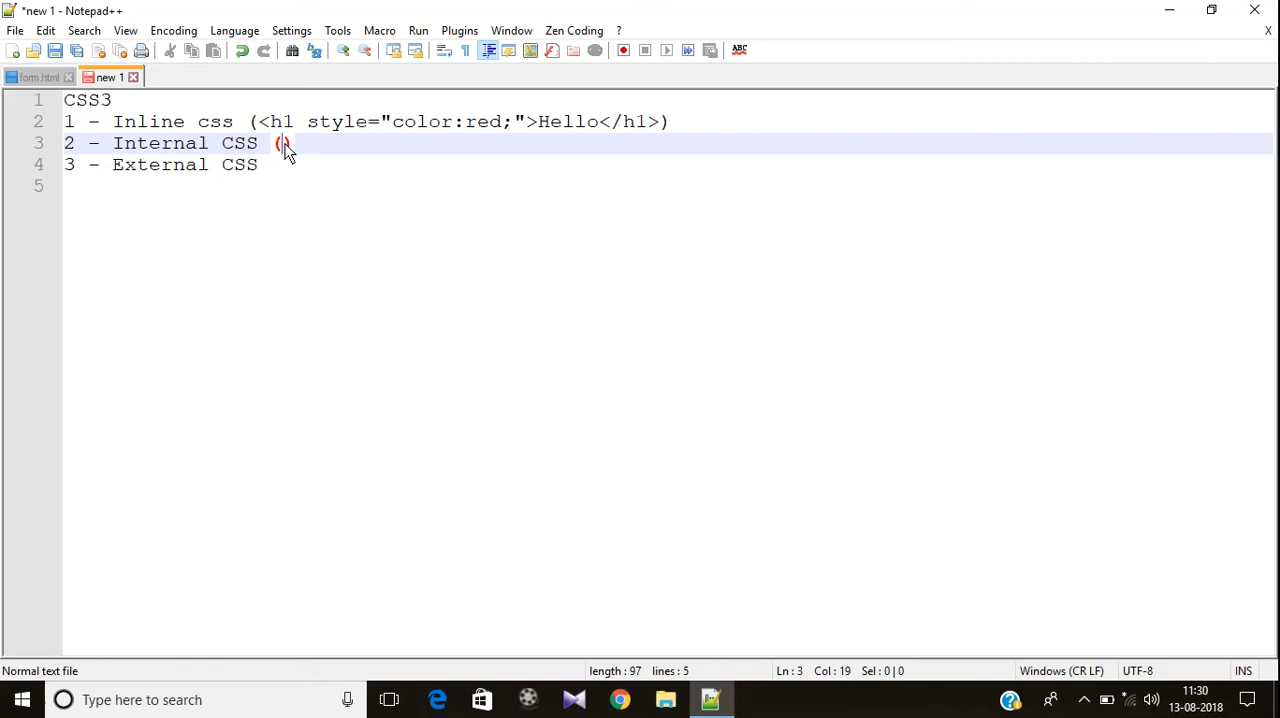 *new 1 - Notepad++
File Edit Search View Encoding Language Settings Tools Macro Run Plugins Window Zen Coding ? X
ABC
form.html new 1
1 CSS3
2 1 - Inline css (<h1 style="color:red;">Hello</h1>)
3 2 - Internal CSS ()
4 3 - External CSS
5
Normal text file length : 97 lines : 5 Ln : 3 Col : 19 Sel : 0 | 0 Windows (CR LF) UTF-8 INS
Type here to search
11:30
13-08-2018